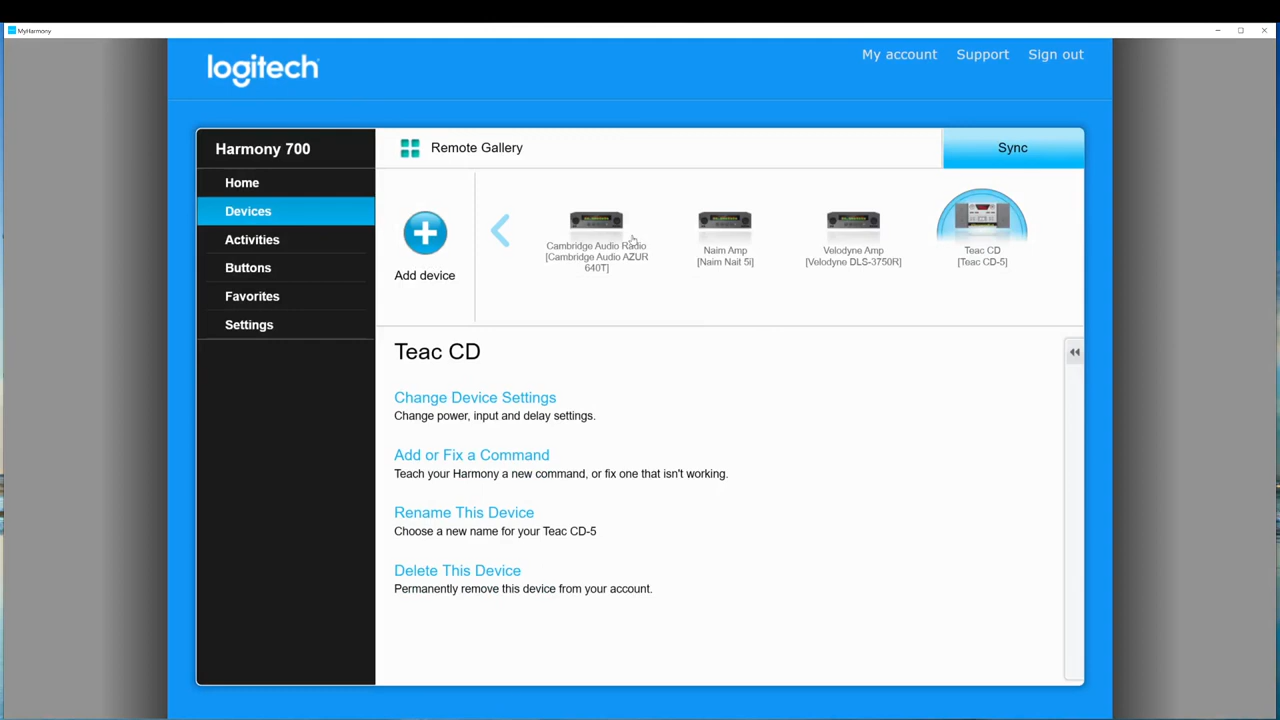 MyHarmony
logitech
My account
Support
Sign out
Harmony 700
Remote Gallery
Sync
Home
Devices
Activities
Buttons
Favorites
Settings
Add device
Cambridge Audio Radio
[Cambridge Audio AZUR
640T]
Naim Amp
[Naim Nait 5i]
Velodyne Amp
[Velodyne DLS-3750R]
Teac CD
[Teac CD-5]
Teac CD
Change Device Settings
Change power, input and delay settings.
Add or Fix a Command
Teach your Harmony a new command, or fix one that isn't working.
Rename This Device
Choose a new name for your Teac CD-5
Delete This Device
Permanently remove this device from your account.